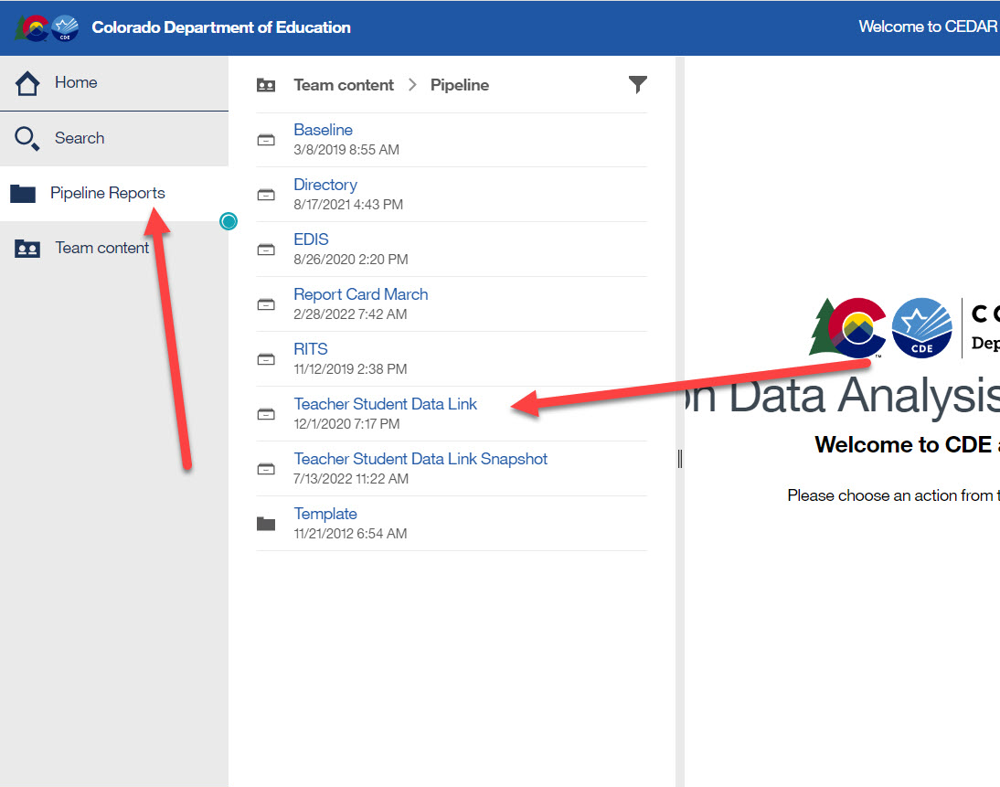 Colorado Department of Education
Welcome to CEDAR
Home
Search
Pipeline Reports
Team content
Team content > Pipeline
Baseline
3/8/2019 8:55 AM
Directory
8/17/2021 4:43 PM
EDIS
8/26/2020 2:20 PM
Report Card March
2/28/2022 7:42 AM
RITS
11/12/2019 2:38 PM
Teacher Student Data Link
12/1/2020 7:17 PM
Teacher Student Data Link Snapshot
7/13/2022 11:22 AM
Template
11/21/2012 6:54 AM
CDE
C
Dep
on Data Analysis
Welcome to CDE
Please choose an action from